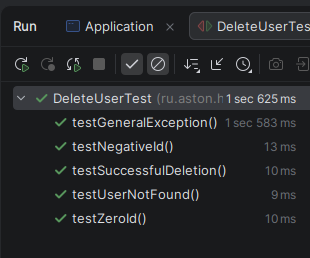 Run Application DeleteUserTes
DeleteUserTest (ru.aston.h 1 sec 625 ms
testGeneralException() 1 sec 583 ms
testNegativeId() 13 ms
testSuccessfulDeletion() 10 ms
testUserNotFound() 9 ms
testZeroId() 10 ms